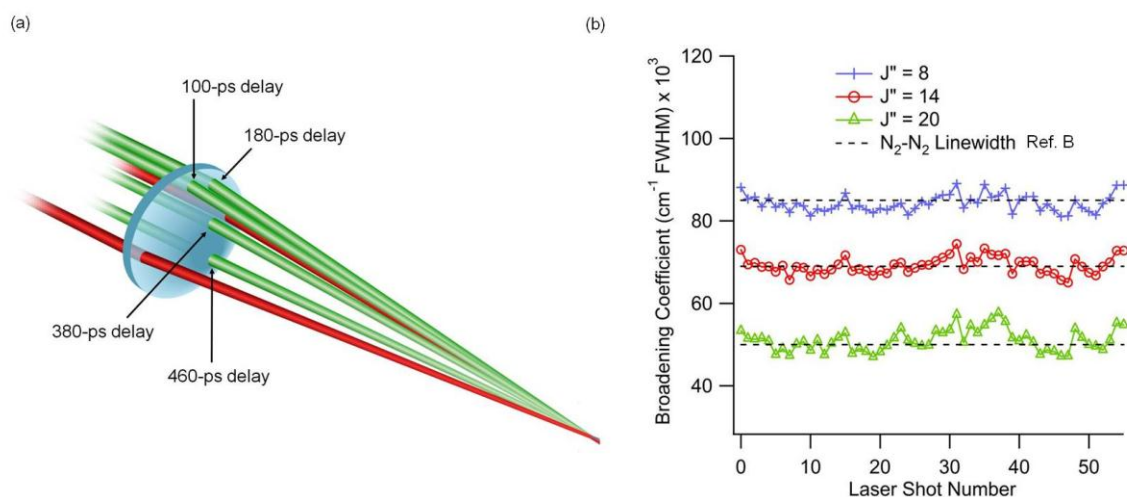 (a)
100-ps delay
180-ps delay
380-ps delay
460-ps delay
(b)
Broadening Coefficient (cm⁻¹ FWHM) x 10³
120
100
80
60
40
J" = 8
J" = 14
J" = 20
N₂-N₂ Linewidth Ref. B
0 10 20 30 40 50
Laser Shot Number